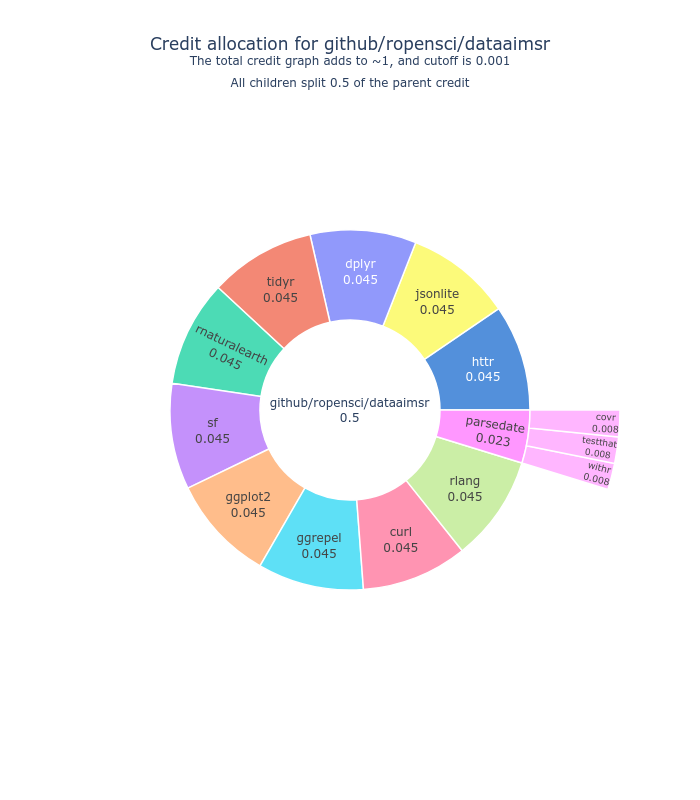 Credit allocation for github/ropensci/dataaimsr
The total credit graph adds to ~1, and cutoff is 0.001
All children split 0.5 of the parent credit
dplyr
0.045
tidyr
0.045
jsonlite
0.045
rnaturalearth
0.045
httr
0.045
github/ropensci/dataaimsr
0.5
sf
0.045
parsedate
0.023
covr
0.008
testthat
0.008
withr
0.008
ggplot2
0.045
rlang
0.045
ggrepel
0.045
curl
0.045